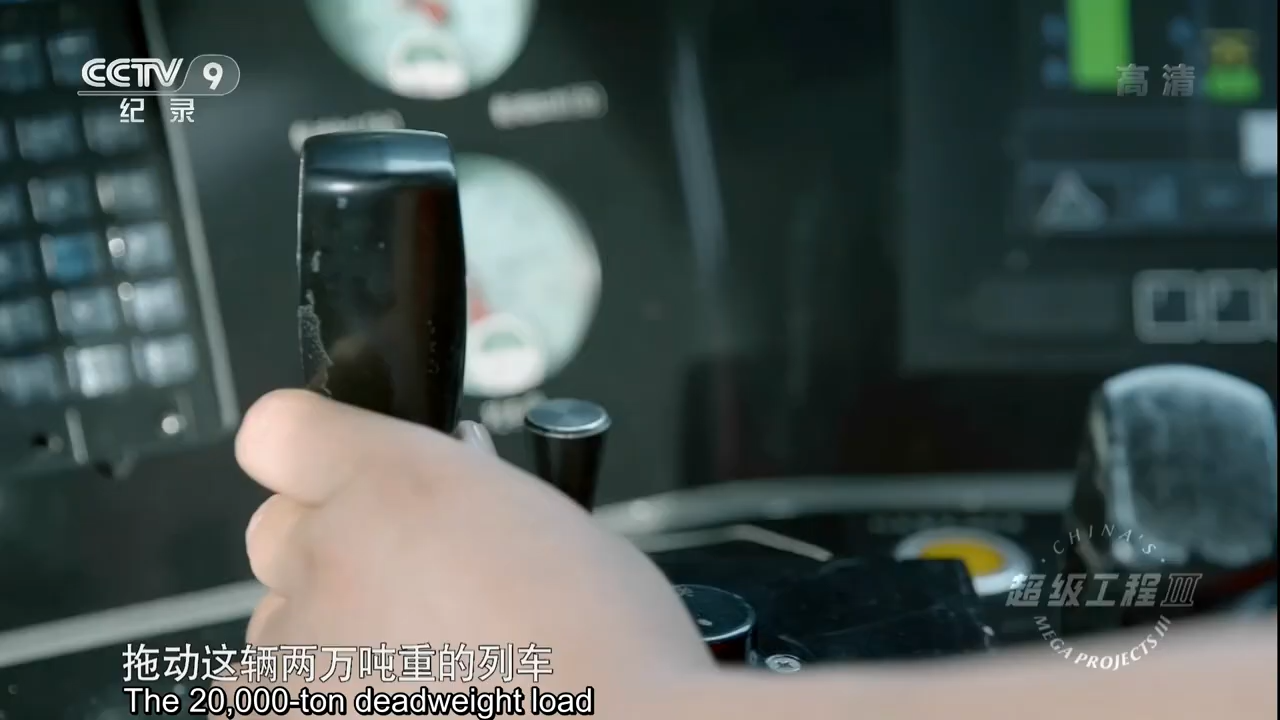 CCTV 9
纪录
高清
CHINA'S
超级工程III
MEGA PROJECTS III
拖动这辆两万吨重的列车
The 20,000-ton deadweight load